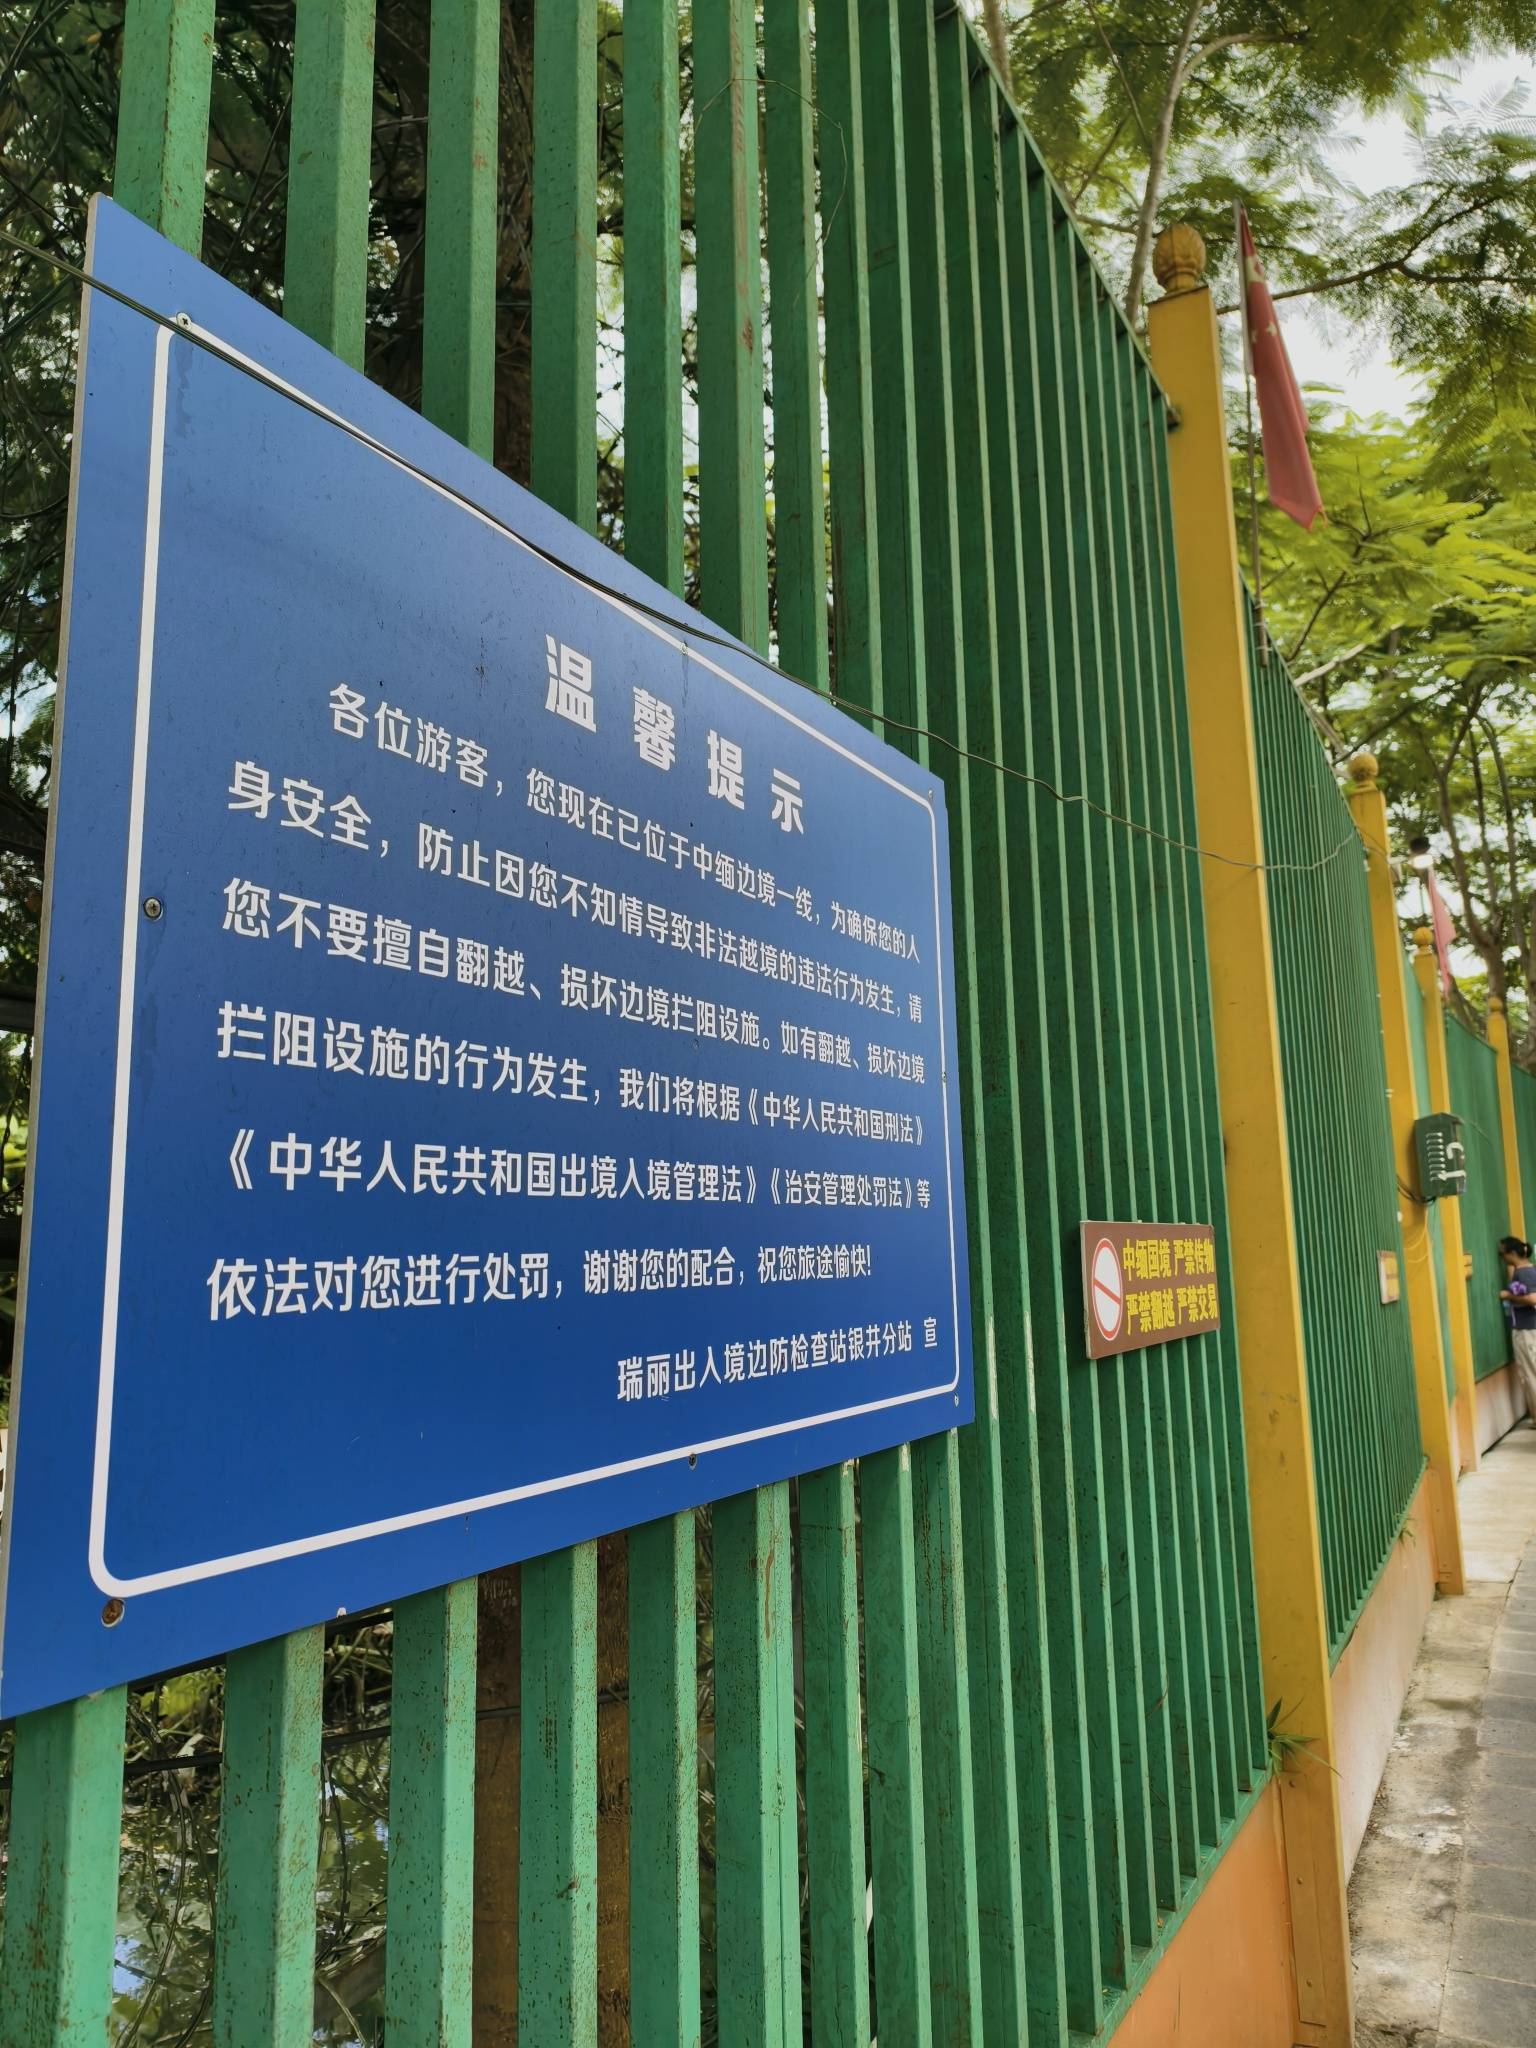 温馨提示
各位游客，您现在已位于中缅边境一线，为确保您的人
身安全，防止因您不知情导致非法越境的违法行为发生，请
您不要擅自翻越、损坏边境拦阻设施。如有翻越、损坏边境
拦阻设施的行为发生，我们将根据《中华人民共和国刑法》
《中华人民共和国出境入境管理法》《治安管理处罚法》等
依法对您进行处罚，谢谢您的配合，祝您旅途愉快！
瑞丽出入境边防检查站银井分站 宣
中缅国境 严禁传物
严禁翻越 严禁交易